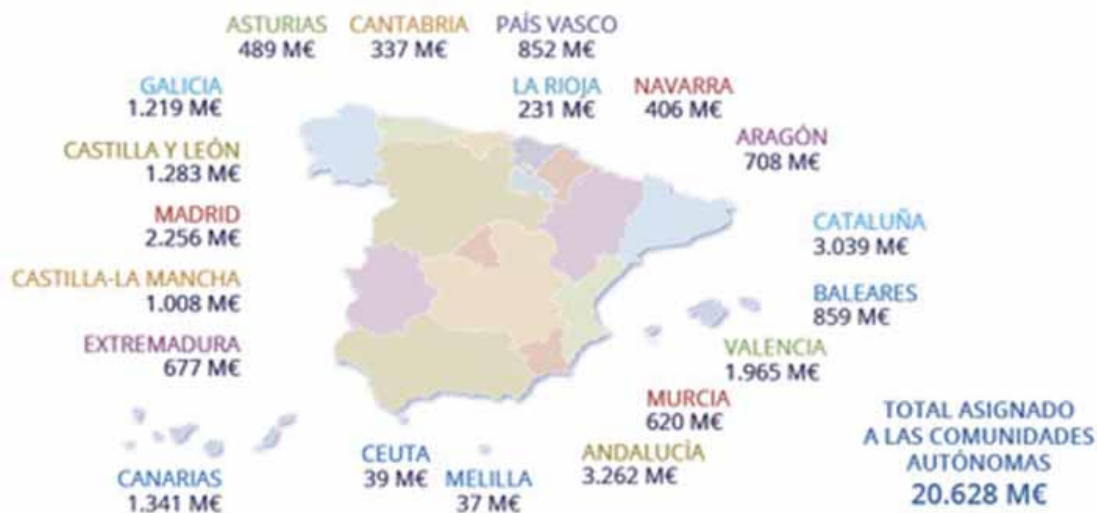 ASTURIAS
489 M€
CANTABRIA
337 M€
PAÍS VASCO
852 M€
GALICIA
1.219 M€
LA RIOJA
231 M€
NAVARRA
406 M€
ARAGÓN
708 M€
CASTILLA Y LEÓN
1.283 M€
MADRID
2.256 M€
CATALUÑA
3.039 M€
CASTILLA-LA MANCHA
1.008 M€
BALEARES
859 M€
EXTREMADURA
677 M€
VALENCIA
1.965 M€
MURCIA
620 M€
ANDALUCÍA
3.262 M€
CEUTA
39 M€
MELILLA
37 M€
CANARIAS
1.341 M€
TOTAL ASIGNADO
A LAS COMUNIDADES
AUTÓNOMAS
20.628 M€